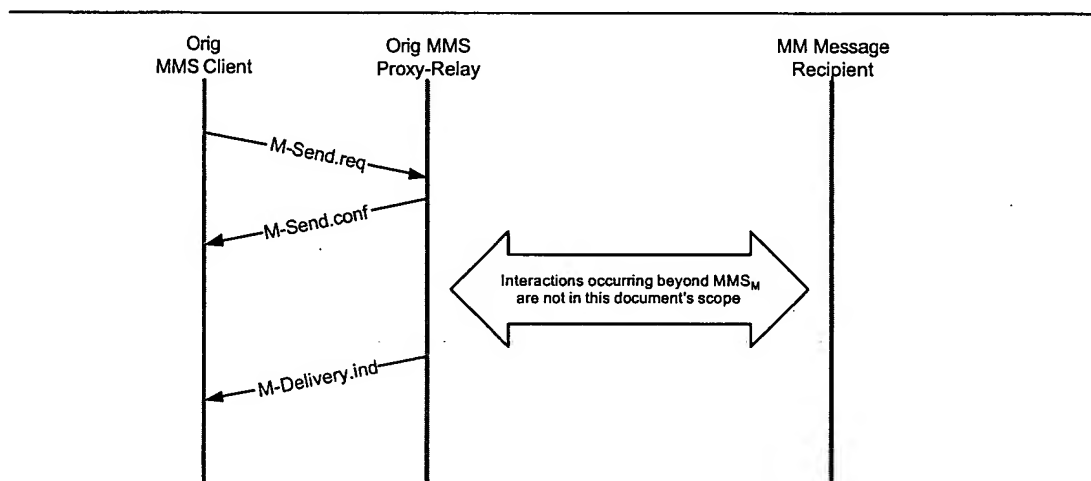 Orig
MMS Client
Orig MMS
Proxy-Relay
MM Message
Recipient
M-Send.req
M-Send.conf
Interactions occurring beyond MMSM
are not in this document's scope
M-Delivery.ind